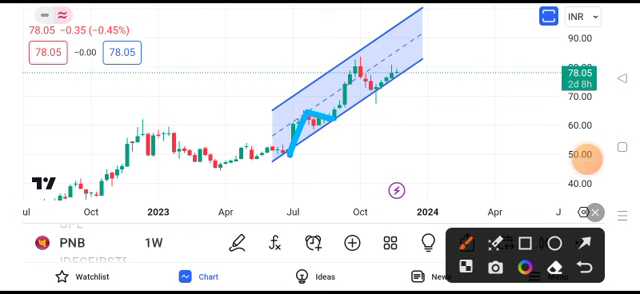 INR
78.05 −0.35 (−0.45%)
78.05 −0.00 78.05
90.00
78.05
2d 8h
70.00
60.00
50.00
40.00
Oct 2023 Apr Jul Oct 2024 Apr J
PNB 1W
Watchlist Chart Ideas News